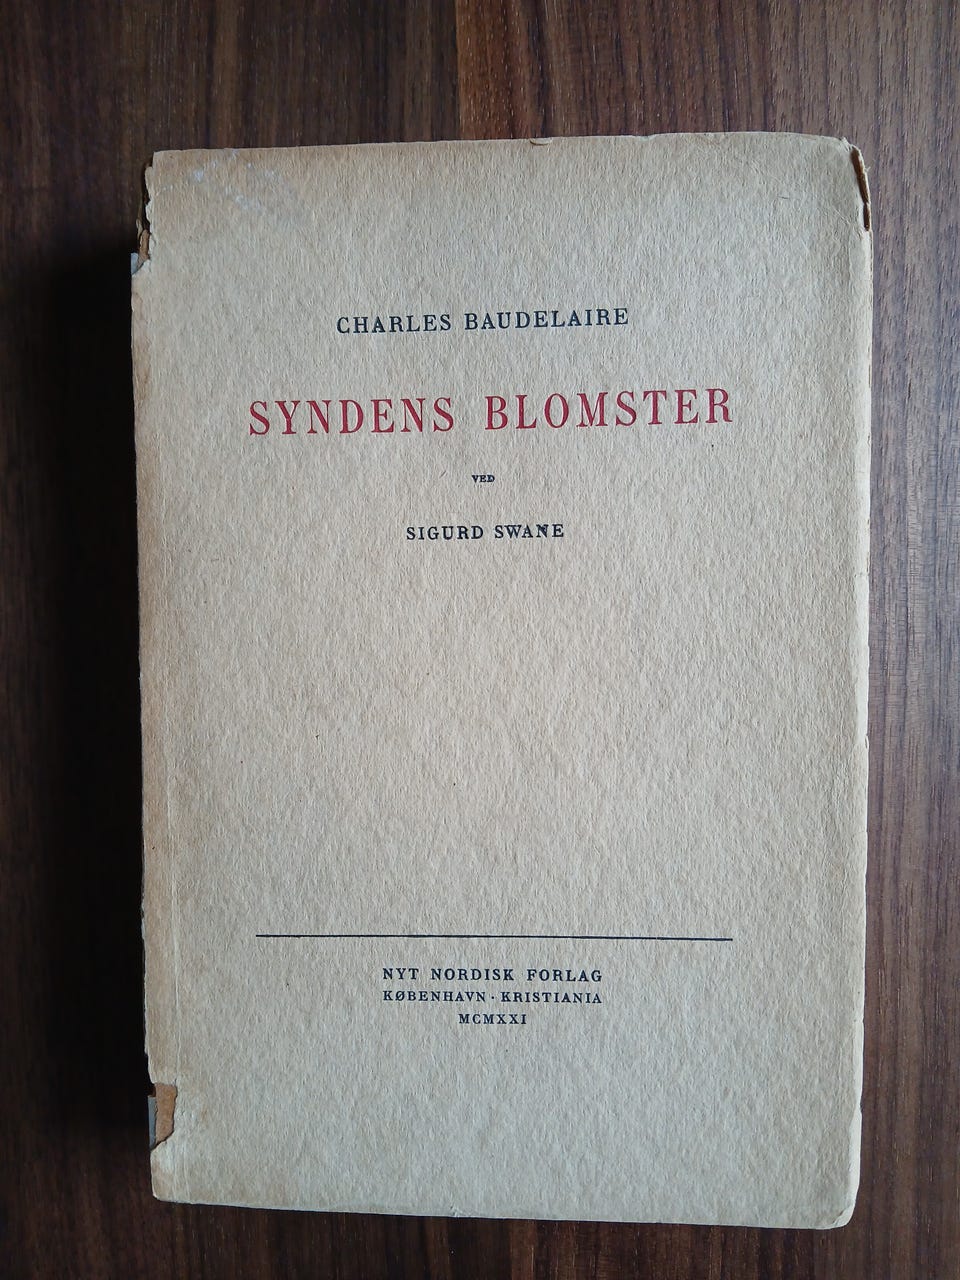 CHARLES BAUDELAIRE
SYNDENS BLOMSTER
VED
SIGURD SWANE
NYT NORDISK FORLAG
KØBENHAVN · KRISTIANIA
MCMXXI